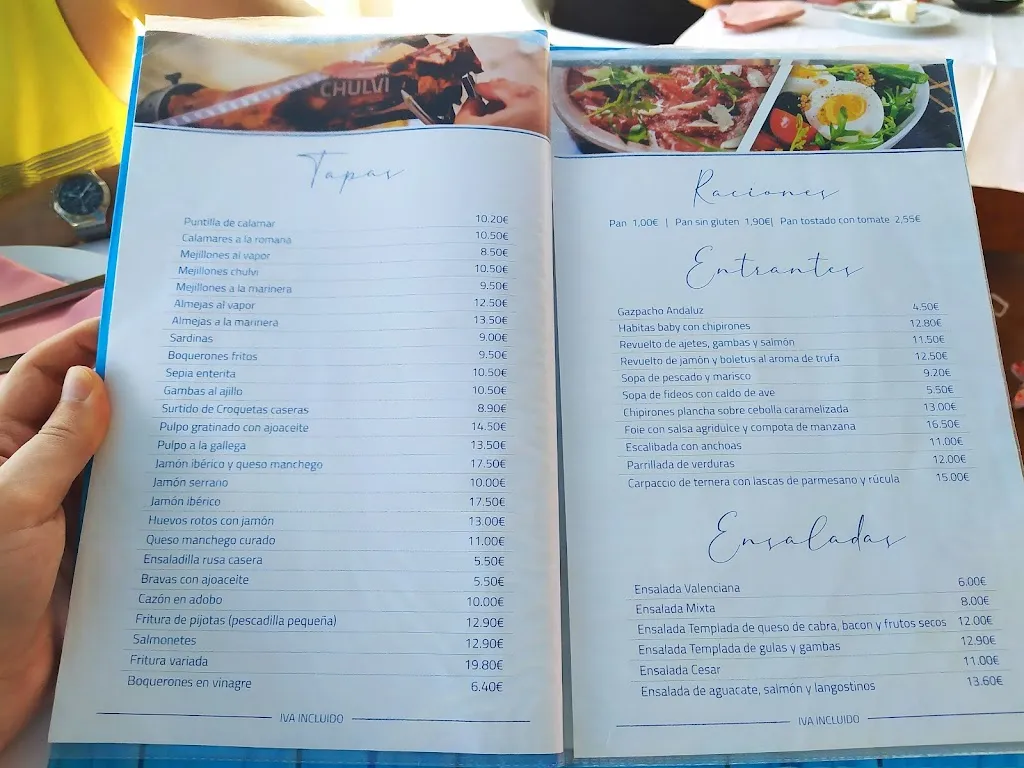 CHULVI
Tapas
Puntilla de calamar 10.20€
Calamares a la romana 10.50€
Mejillones al vapor 8.50€
Mejillones chulvi 10.50€
Mejillones a la marinera 9.50€
Almejas al vapor 12.50€
Almejas a la marinera 13.50€
Sardinas 9.00€
Boquerones fritos 9.50€
Sepia enterita 10.50€
Gambas al ajillo 10.50€
Surtido de Croquetas caseras 8.90€
Pulpo gratinado con ajoaceite 14.50€
Pulpo a la gallega 13.50€
Jamón ibérico y queso manchego 17.50€
Jamón serrano 10.00€
Jamón ibérico 17.50€
Huevos rotos con jamón 13.00€
Queso manchego curado 11.00€
Ensaladilla rusa casera 5.50€
Bravas con ajoaceite 5.50€
Cazón en adobo 10.00€
Fritura de pijotas (pescadilla pequeña) 12.90€
Salmonetes 12.90€
Fritura variada 19.80€
Boquerones en vinagre 6.40€
IVA INCLUIDO
Raciones
Pan 1,00€ | Pan sin gluten 1,90€| Pan tostado con tomate 2,55€
Entrantes
Gazpacho Andaluz 4.50€
Habitas baby con chipirones 12.80€
Revuelto de ajetes, gambas y salmón 11.50€
Revuelto de jamón y boletus al aroma de trufa 12.50€
Sopa de pescado y marisco 9.20€
Sopa de fideos con caldo de ave 5.50€
Chipirones plancha sobre cebolla caramelizada 13.00€
Foie con salsa agridulce y compota de manzana 16.50€
Escalibada con anchoas 11.00€
Parrillada de verduras 12.00€
Carpaccio de ternera con lascas de parmesano y rúcula 15.00€
Ensaladas
Ensalada Valenciana 6.00€
Ensalada Mixta 8.00€
Ensalada Templada de queso de cabra, bacon y frutos secos 12.00€
Ensalada Templada de gulas y gambas 12.90€
Ensalada Cesar 11.00€
Ensalada de aguacate, salmón y langostinos 13.60€
IVA INCLUIDO